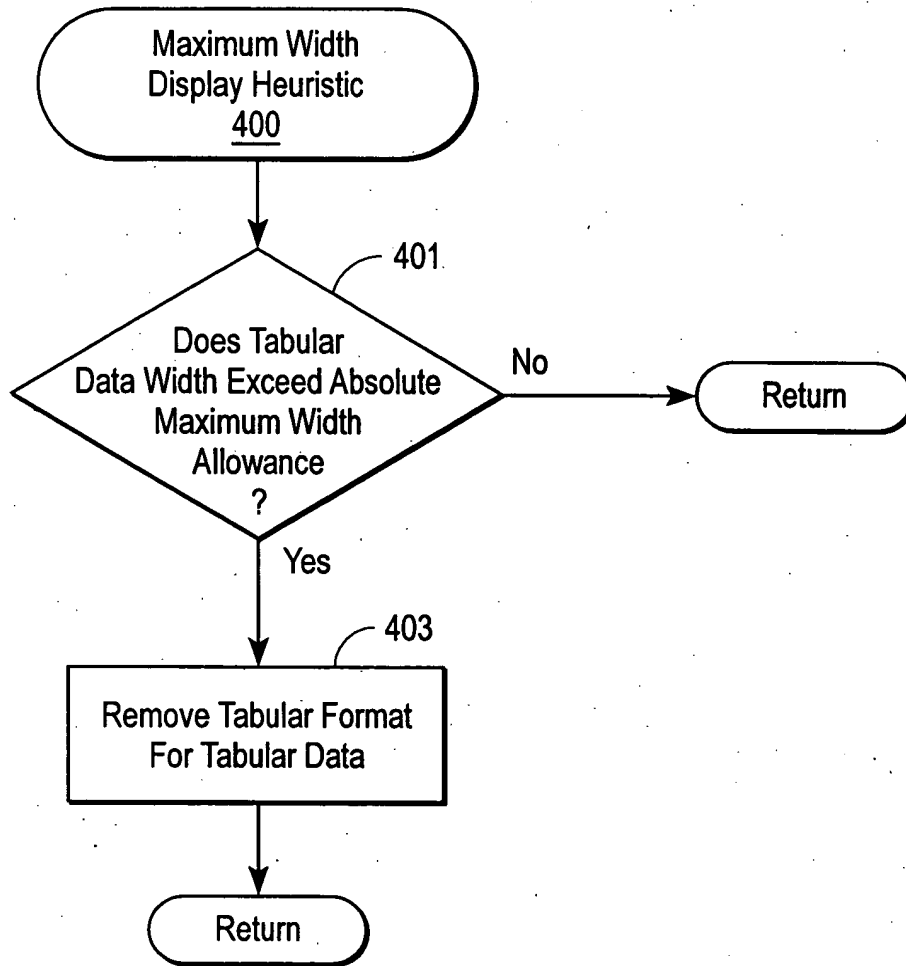 Maximum Width
Display Heuristic
400
401
Does Tabular
Data Width Exceed Absolute
Maximum Width
Allowance
?
No
Return
Yes
403
Remove Tabular Format
For Tabular Data
Return